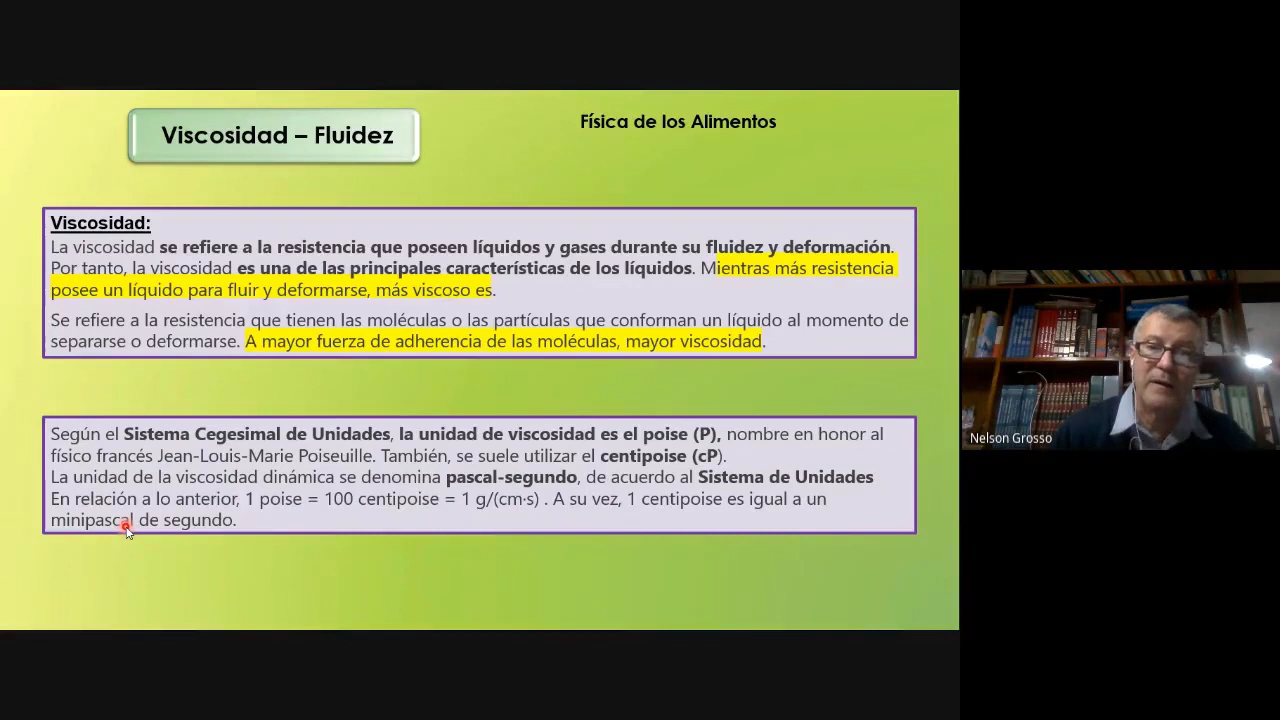 Viscosidad – Fluidez
Física de los Alimentos
Viscosidad:
La viscosidad se refiere a la resistencia que poseen líquidos y gases durante su fluidez y deformación.
Por tanto, la viscosidad es una de las principales características de los líquidos. Mientras más resistencia
posee un líquido para fluir y deformarse, más viscoso es.
Se refiere a la resistencia que tienen las moléculas o las partículas que conforman un líquido al momento de
separarse o deformarse. A mayor fuerza de adherencia de las moléculas, mayor viscosidad.
Según el Sistema Cegesimal de Unidades, la unidad de viscosidad es el poise (P), nombre en honor al
físico francés Jean-Louis-Marie Poiseuille. También, se suele utilizar el centipoise (cP).
La unidad de la viscosidad dinámica se denomina pascal-segundo, de acuerdo al Sistema de Unidades
En relación a lo anterior, 1 poise = 100 centipoise = 1 g/(cm·s) . A su vez, 1 centipoise es igual a un
minipascal de segundo.
Nelson Grosso